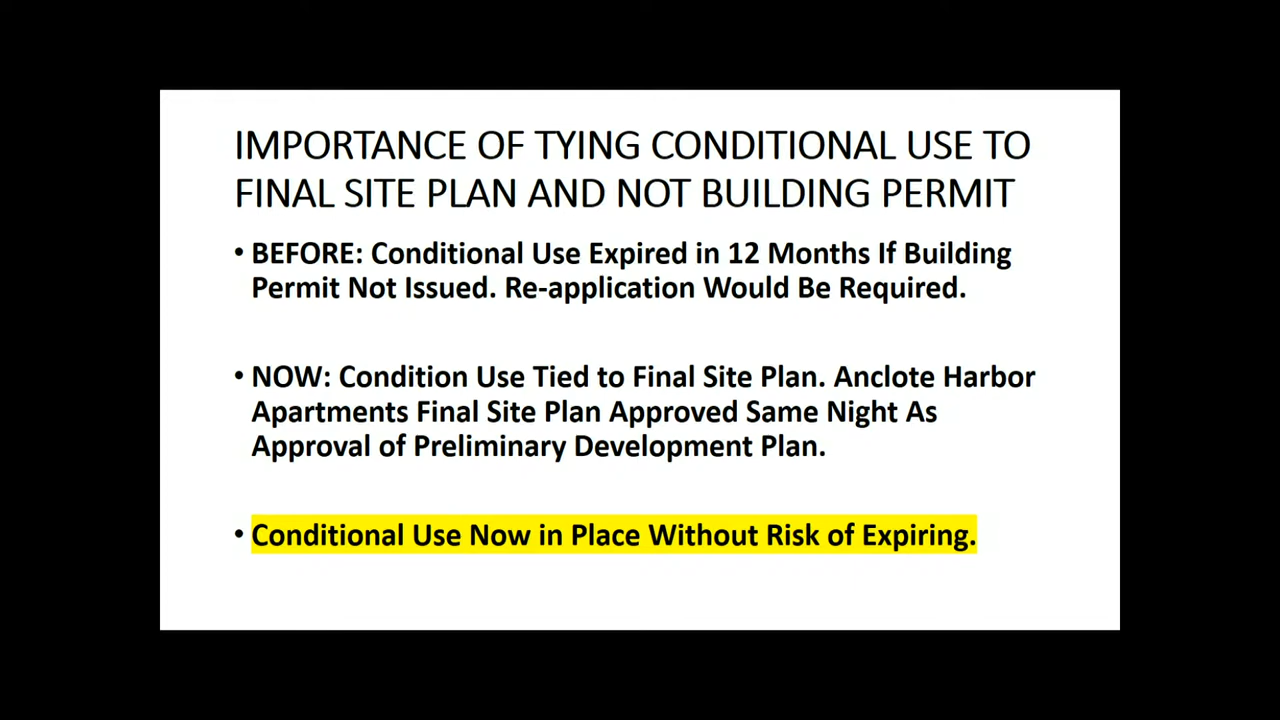 IMPORTANCE OF TYING CONDITIONAL USE TO
FINAL SITE PLAN AND NOT BUILDING PERMIT
• BEFORE: Conditional Use Expired in 12 Months If Building
Permit Not Issued. Re-application Would Be Required.
• NOW: Condition Use Tied to Final Site Plan. Anclote Harbor
Apartments Final Site Plan Approved Same Night As
Approval of Preliminary Development Plan.
• Conditional Use Now in Place Without Risk of Expiring.